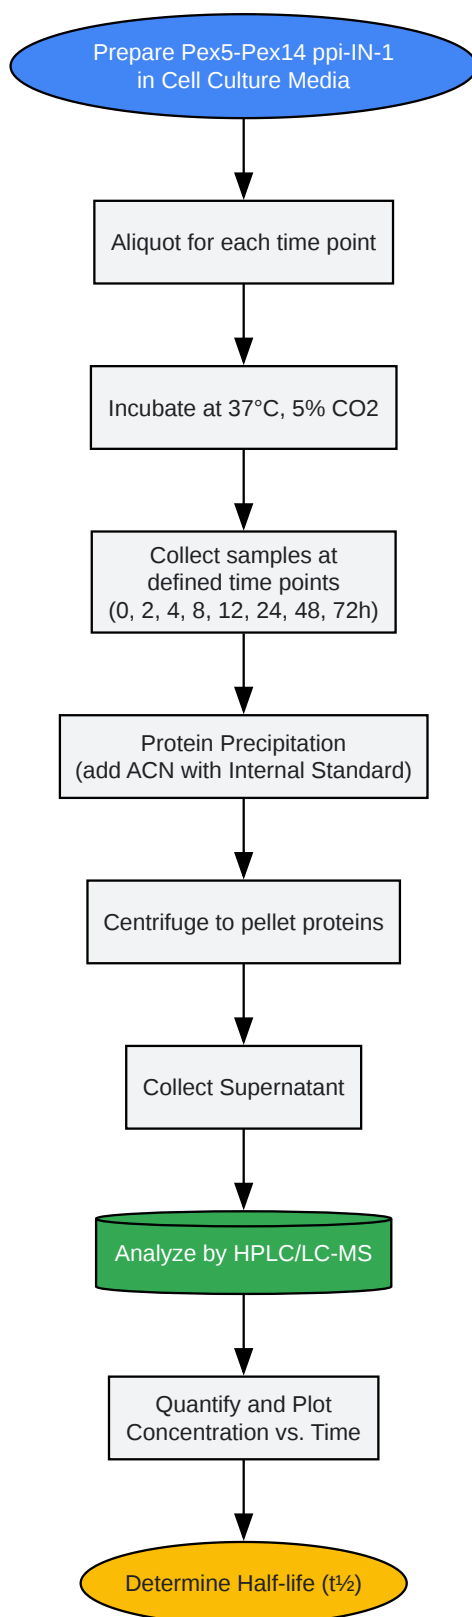 Prepare Pex5-Pex14 ppi-IN-1
in Cell Culture Media
Aliquot for each time point
Incubate at 37°C, 5% CO2
Collect samples at
defined time points
(0, 2, 4, 8, 12, 24, 48, 72h)
Protein Precipitation
(add ACN with Internal Standard)
Centrifuge to pellet proteins
Collect Supernatant
Analyze by HPLC/LC-MS
Quantify and Plot
Concentration vs. Time
Determine Half-life (t½)